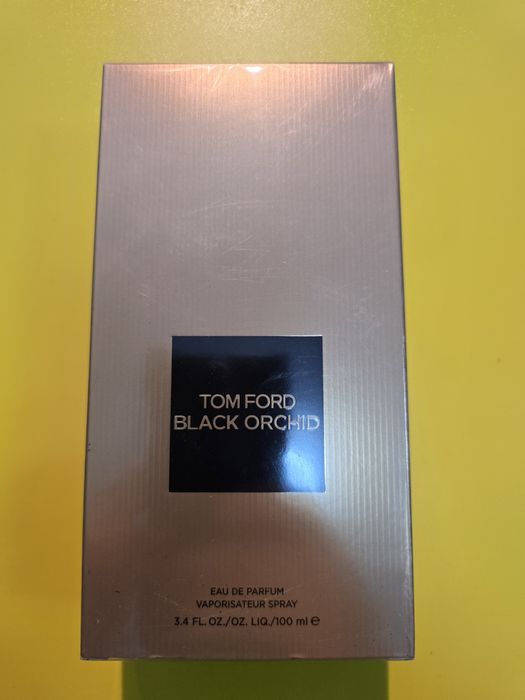 TOM FORD
BLACK ORCHID
EAU DE PARFUM
VAPORISATEUR SPRAY
3.4 FL. OZ./OZ. LIQ./100 ml ℮